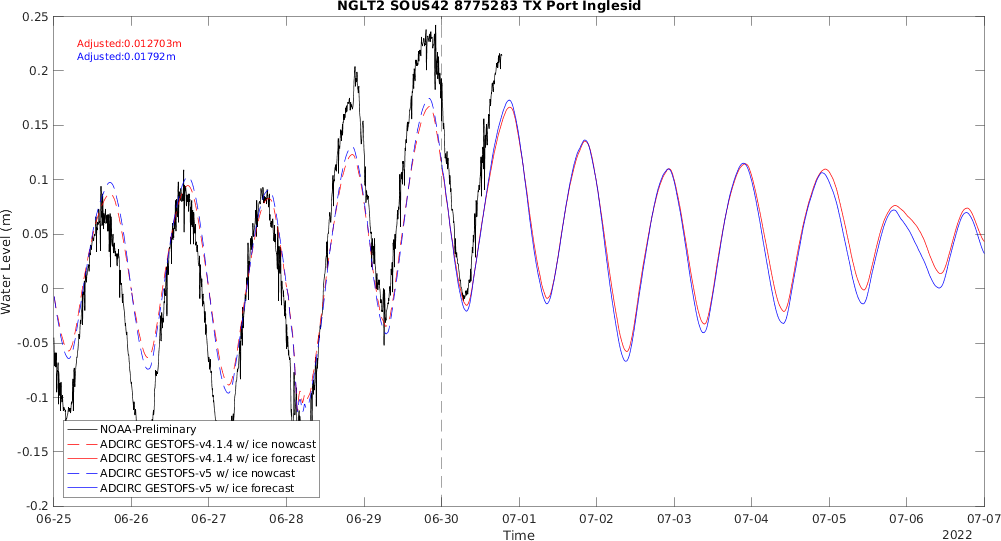 NGLT2 SOUS42 8775283 TX Port Inglesid
0.25
Adjusted:0.012703m
Adjusted:0.01792m
0.2
0.15
0.1
0.05
0
-0.05
-0.1
-0.15
-0.2
Water Level (m)
NOAA-Preliminary
ADCIRC GESTOFS-v4.1.4 w/ ice nowcast
ADCIRC GESTOFS-v4.1.4 w/ ice forecast
ADCIRC GESTOFS-v5 w/ ice nowcast
ADCIRC GESTOFS-v5 w/ ice forecast
06-25 06-26 06-27 06-28 06-29 06-30 07-01 07-02 07-03 07-04 07-05 07-06 07-07
Time
2022